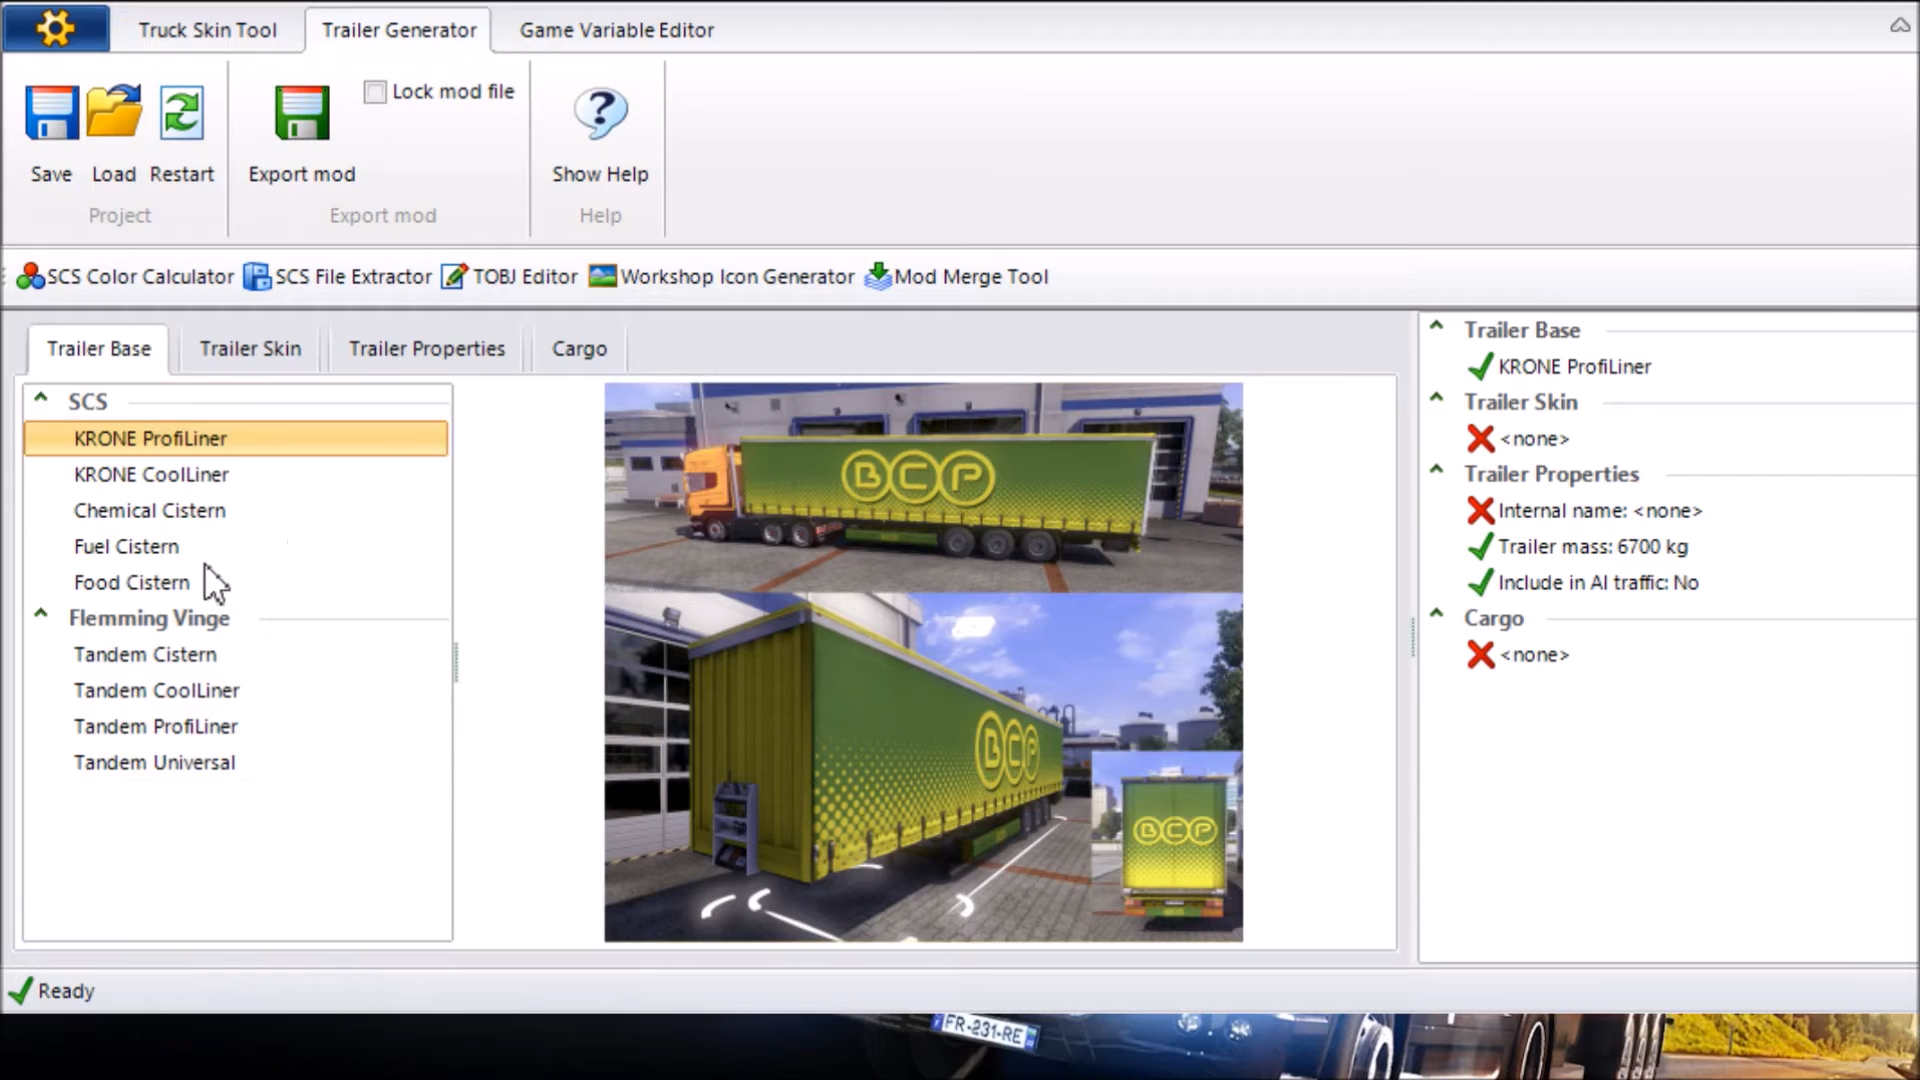 Truck Skin Tool
Trailer Generator
Game Variable Editor
Lock mod file
Save
Load
Restart
Export mod
Show Help
Project
Export mod
Help
SCS Color Calculator
SCS File Extractor
TOBJ Editor
Workshop Icon Generator
Mod Merge Tool
Trailer Base
Trailer Skin
Trailer Properties
Cargo
SCS
KRONE ProfiLiner
KRONE CoolLiner
Chemical Cistern
Fuel Cistern
Food Cistern
Flemming Vinge
Tandem Cistern
Tandem CoolLiner
Tandem ProfiLiner
Tandem Universal
BCP
BCP
BCP
Trailer Base
KRONE ProfiLiner
Trailer Skin
<none>
Trailer Properties
Internal name: <none>
Trailer mass: 6700 kg
Include in AI traffic: No
Cargo
<none>
Ready
FR-231-RE